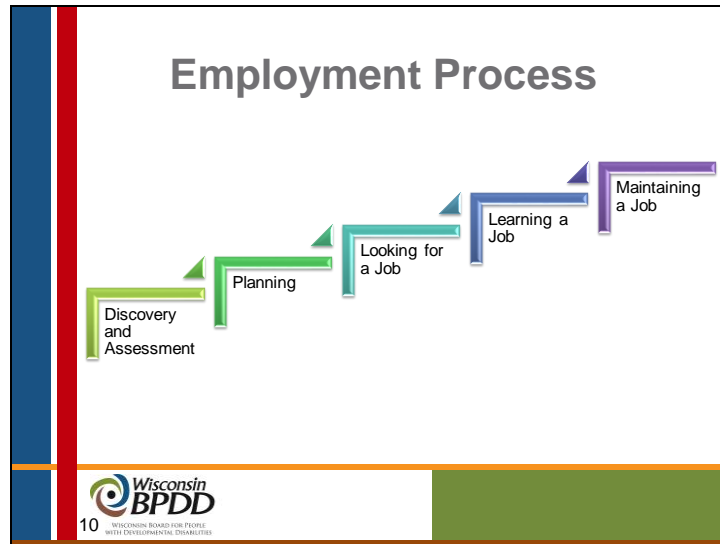 Employment Process
Discovery
and
Assessment
Planning
Looking for
a Job
Learning a
Job
Maintaining
a Job
Wisconsin
BPDD
WISCONSIN BOARD FOR PEOPLE
WITH DEVELOPMENTAL DISABILITIES
10